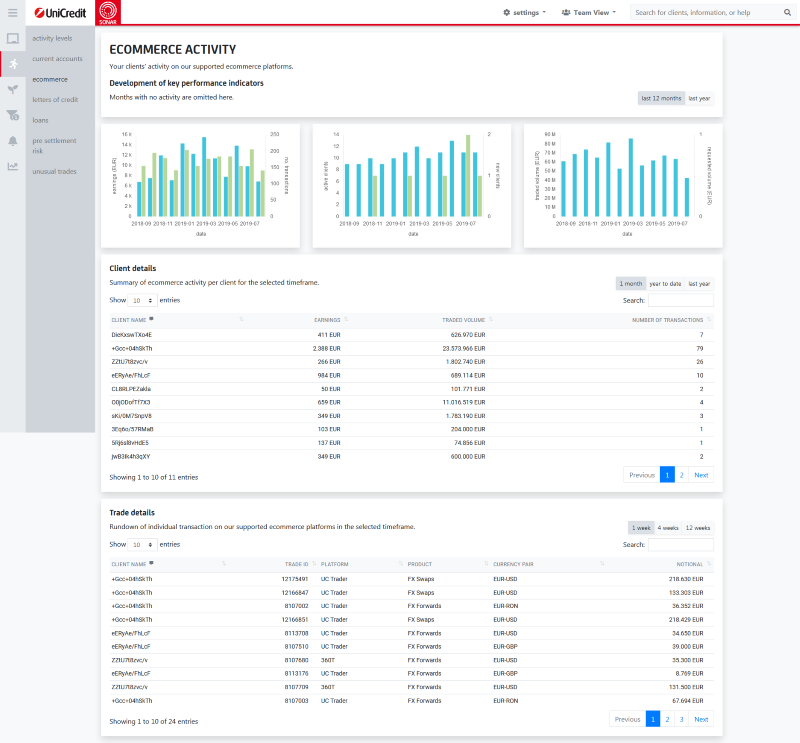 UniCredit
SONAR
settings
Team View
Search for clients, information, or help
activity levels
current accounts
ecommerce
letters of credit
loans
pre settlement
risk
unusual trades
ECOMMERCE ACTIVITY
Your clients' activity on our supported ecommerce platforms.
Development of key performance indicators
Months with no activity are omitted here.
last 12 months last year
16 k
14 k
12 k
10 k
8 k
6 k
4 k
2 k
0
earnings (EUR)
250
200
150
100
50
0
no transactions
2018-09 2018-11 2019-01 2019-03 2019-05 2019-07
date
14
12
10
8
6
4
2
0
active clients
2
1
0
new clients
2018-09 2018-11 2019-01 2019-03 2019-05 2019-07
date
90 M
80 M
70 M
60 M
50 M
40 M
30 M
20 M
10 M
0
traded volume (EUR)
1
0
requested volume (EUR)
2018-09 2018-11 2019-01 2019-03 2019-05 2019-07
date
Client details
Summary of ecommerce activity per client for the selected timeframe.
1 month year to date last year
Show 10 entries
Search:
CLIENT NAME EARNINGS TRADED VOLUME NUMBER OF TRANSACTIONS
DieKxswTXo4E 411 EUR 626.970 EUR 7
+Gcc+04hSkTh 2.388 EUR 23.573.966 EUR 79
ZZtU7t8zvc/v 266 EUR 1.802.740 EUR 26
eERyAe/FhLcF 984 EUR 689.114 EUR 10
CL8RLPEZakla 50 EUR 101.771 EUR 2
O0jODofTf7X3 659 EUR 11.016.519 EUR 4
sKi/0M7SnpV8 349 EUR 1.783.190 EUR 3
3Eq6o/57RMaB 103 EUR 204.000 EUR 1
5Rj6sl8vHdE5 137 EUR 74.856 EUR 1
jwB3Ik4h3qXY 349 EUR 600.000 EUR 2
Showing 1 to 10 of 11 entries
Previous 1 2 Next
Trade details
Rundown of individual transaction on our supported ecommerce platforms in the selected timeframe.
1 week 4 weeks 12 weeks
Show 10 entries
Search:
CLIENT NAME TRADE ID PLATFORM PRODUCT CURRENCY PAIR NOTIONAL
+Gcc+04hSkTh 12175491 UC Trader FX Swaps EUR-USD 218.630 EUR
+Gcc+04hSkTh 12166847 UC Trader FX Swaps EUR-USD 133.303 EUR
+Gcc+04hSkTh 8107002 UC Trader FX Forwards EUR-RON 36.352 EUR
+Gcc+04hSkTh 12166851 UC Trader FX Swaps EUR-USD 218.429 EUR
eERyAe/FhLcF 8113708 UC Trader FX Forwards EUR-USD 34.650 EUR
eERyAe/FhLcF 8107510 UC Trader FX Forwards EUR-GBP 39.000 EUR
ZZtU7t8zvc/v 8107680 360T FX Forwards EUR-USD 35.300 EUR
eERyAe/FhLcF 8113176 UC Trader FX Forwards EUR-GBP 8.769 EUR
ZZtU7t8zvc/v 8107709 360T FX Forwards EUR-USD 131.500 EUR
+Gcc+04hSkTh 8107003 UC Trader FX Forwards EUR-RON 67.694 EUR
Showing 1 to 10 of 24 entries
Previous 1 2 3 Next